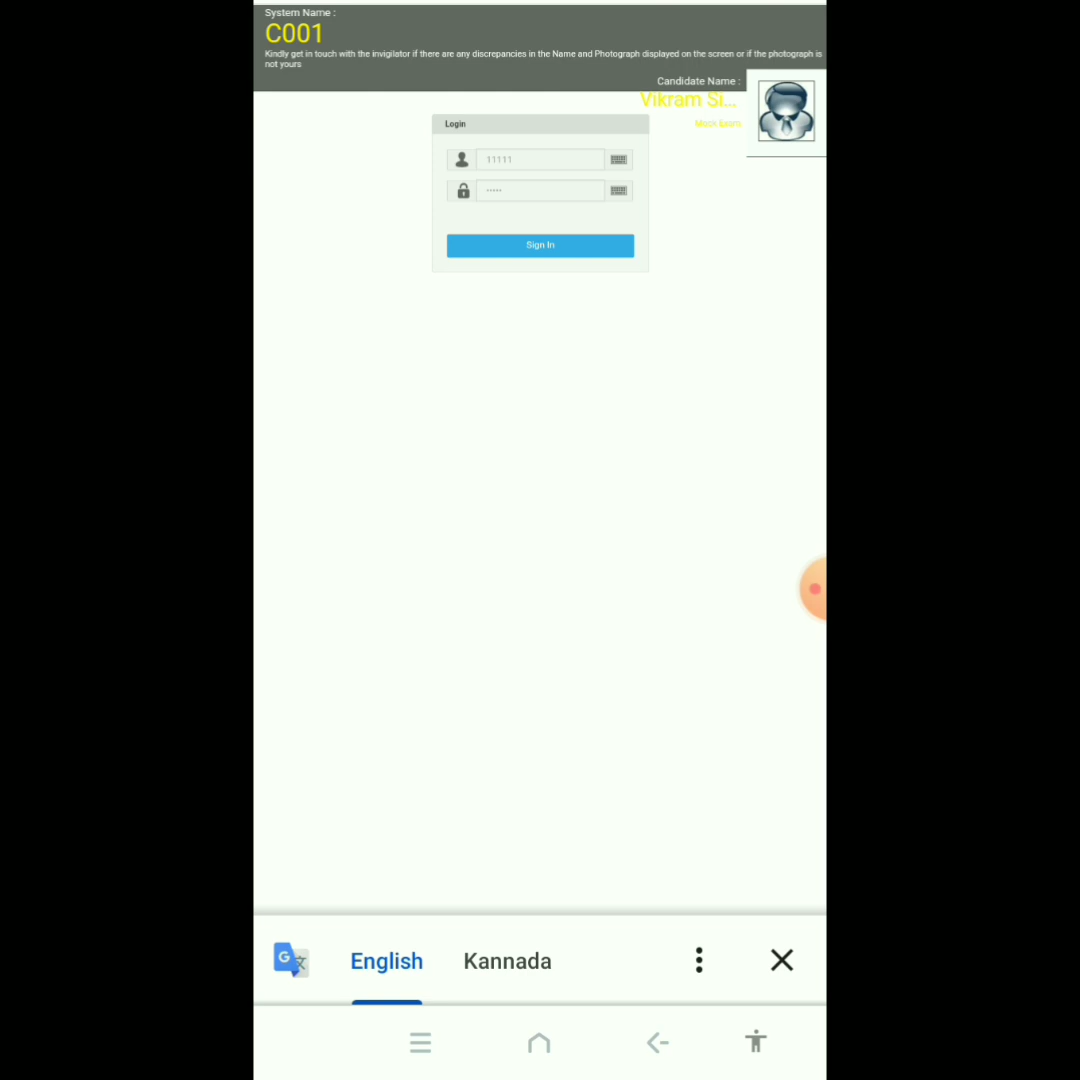 System Name :
C001
Kindly get in touch with the invigilator if there are any discrepancies in the Name and Photograph displayed on the screen or if the photograph is
not yours
Candidate Name :
Vikram Si...
Mock Exam
Login
11111
·····
Sign In
English Kannada